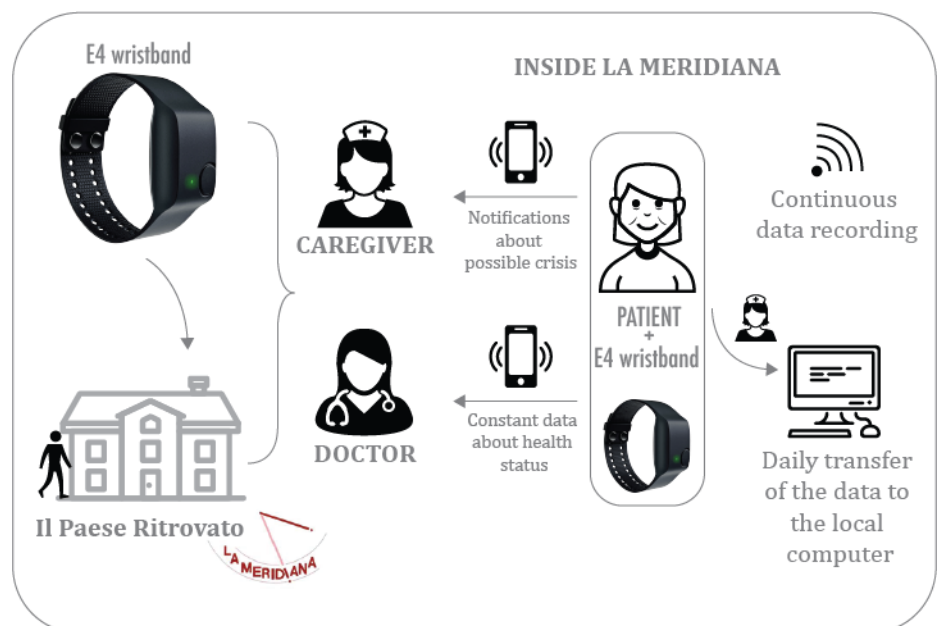 E4 wristband
INSIDE LA MERIDIANA
CAREGIVER
Notifications
about
possible crisis
Continuous
data recording
PATIENT
+
E4 wristband
DOCTOR
Constant data
about health
status
Daily transfer
of the data to
the local
computer
Il Paese Ritrovato
LA MERIDIANA